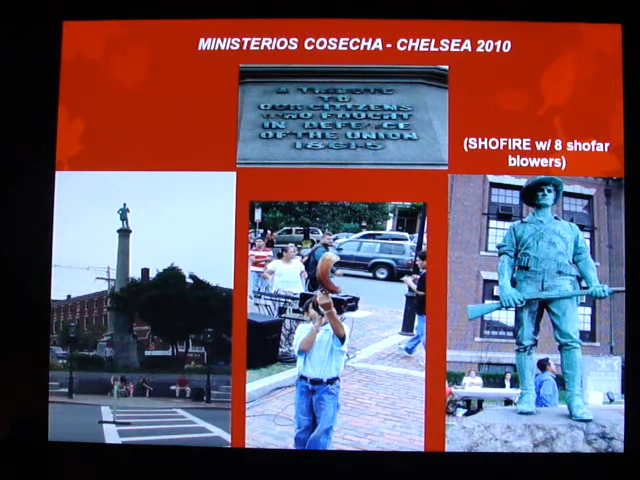 MINISTERIOS COSECHA - CHELSEA 2010
A TRIBUTE
TO
OUR CITIZENS
WHO FOUGHT
IN DEFENCE
OF THE UNION
1861-5
(SHOFIRE w/ 8 shofar
blowers)